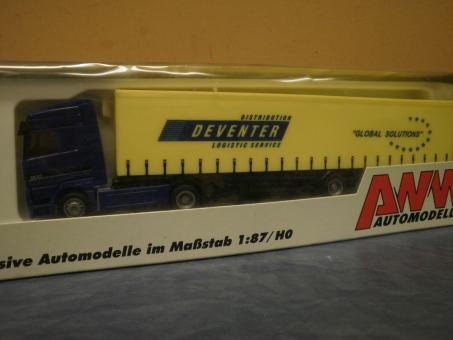 DISTRIBUTION
DEVENTER
LOGISTIC SERVICE
"GLOBAL SOLUTIONS"
AWM
AUTOMODELLE
sive Automodelle im Maßstab 1:87/H0